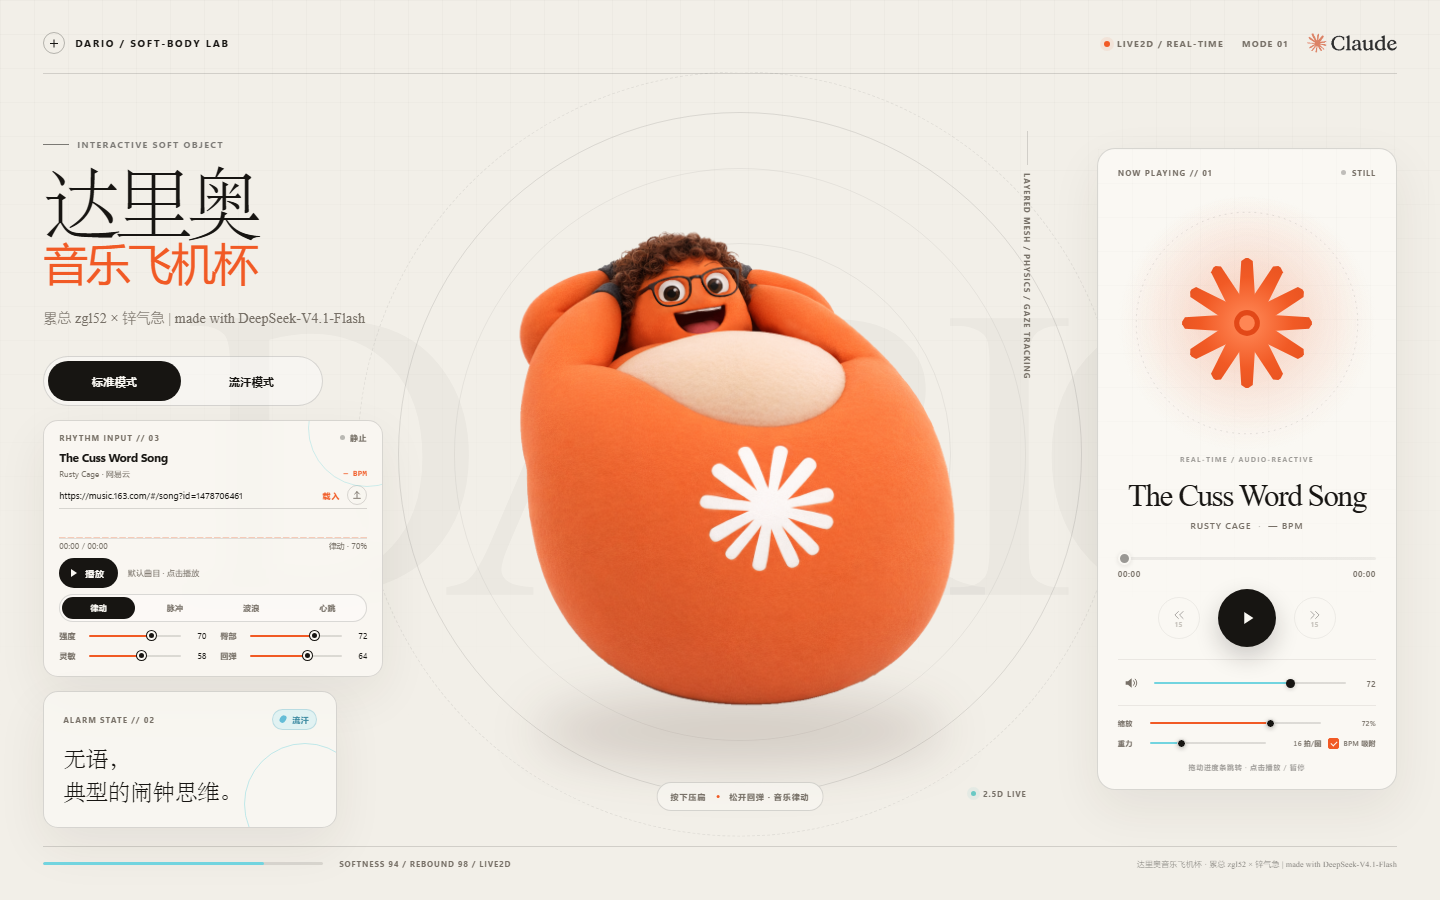 DARIO / SOFT-BODY LAB
LIVE2D / REAL-TIME
MODE 01
Claude
INTERACTIVE SOFT OBJECT
达里奥
音乐飞机杯
累总 zgl52 × 锌气急 | made with DeepSeek-V4.1-Flash
标准模式
流汗模式
RHYTHM INPUT // 03
静止
The Cuss Word Song
Rusty Cage · 网易云
— BPM
https://music.163.com/#/song?id=1478706461
载入
00:00 / 00:00
律动 · 70%
播放
默认曲目 · 点击播放
律动
脉冲
波浪
心跳
强度 70
臀部 72
灵敏 58
回弹 64
ALARM STATE // 02
流汗
无语，
典型的闹钟思维。
SOFTNESS 94 / REBOUND 98 / LIVE2D
LAYERED MESH / PHYSICS / GAZE TRACKING
按下压扁 • 松开回弹 · 音乐律动
2.5D LIVE
NOW PLAYING // 01
STILL
REAL-TIME / AUDIO-REACTIVE
The Cuss Word Song
RUSTY CAGE · — BPM
00:00
00:00
15
15
72
缩放 72%
重力
16 拍/圈
BPM 吸附
拖动进度条跳转 · 点击播放 / 暂停
达里奥音乐飞机杯 · 累总 zgl52 × 锌气急 | made with DeepSeek-V4.1-Flash